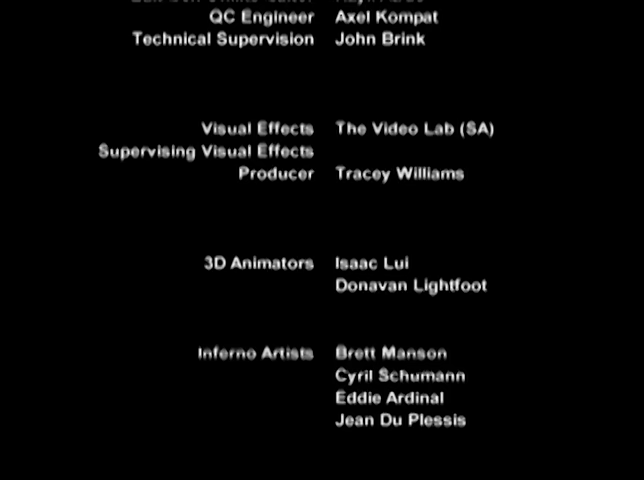 QC Engineer Axel Kompat
Technical Supervision John Brink
Visual Effects The Video Lab (SA)
Supervising Visual Effects
Producer Tracey Williams
3D Animators Isaac Lui
Donavan Lightfoot
Inferno Artists Brett Manson
Cyril Schumann
Eddie Ardinal
Jean Du Plessis